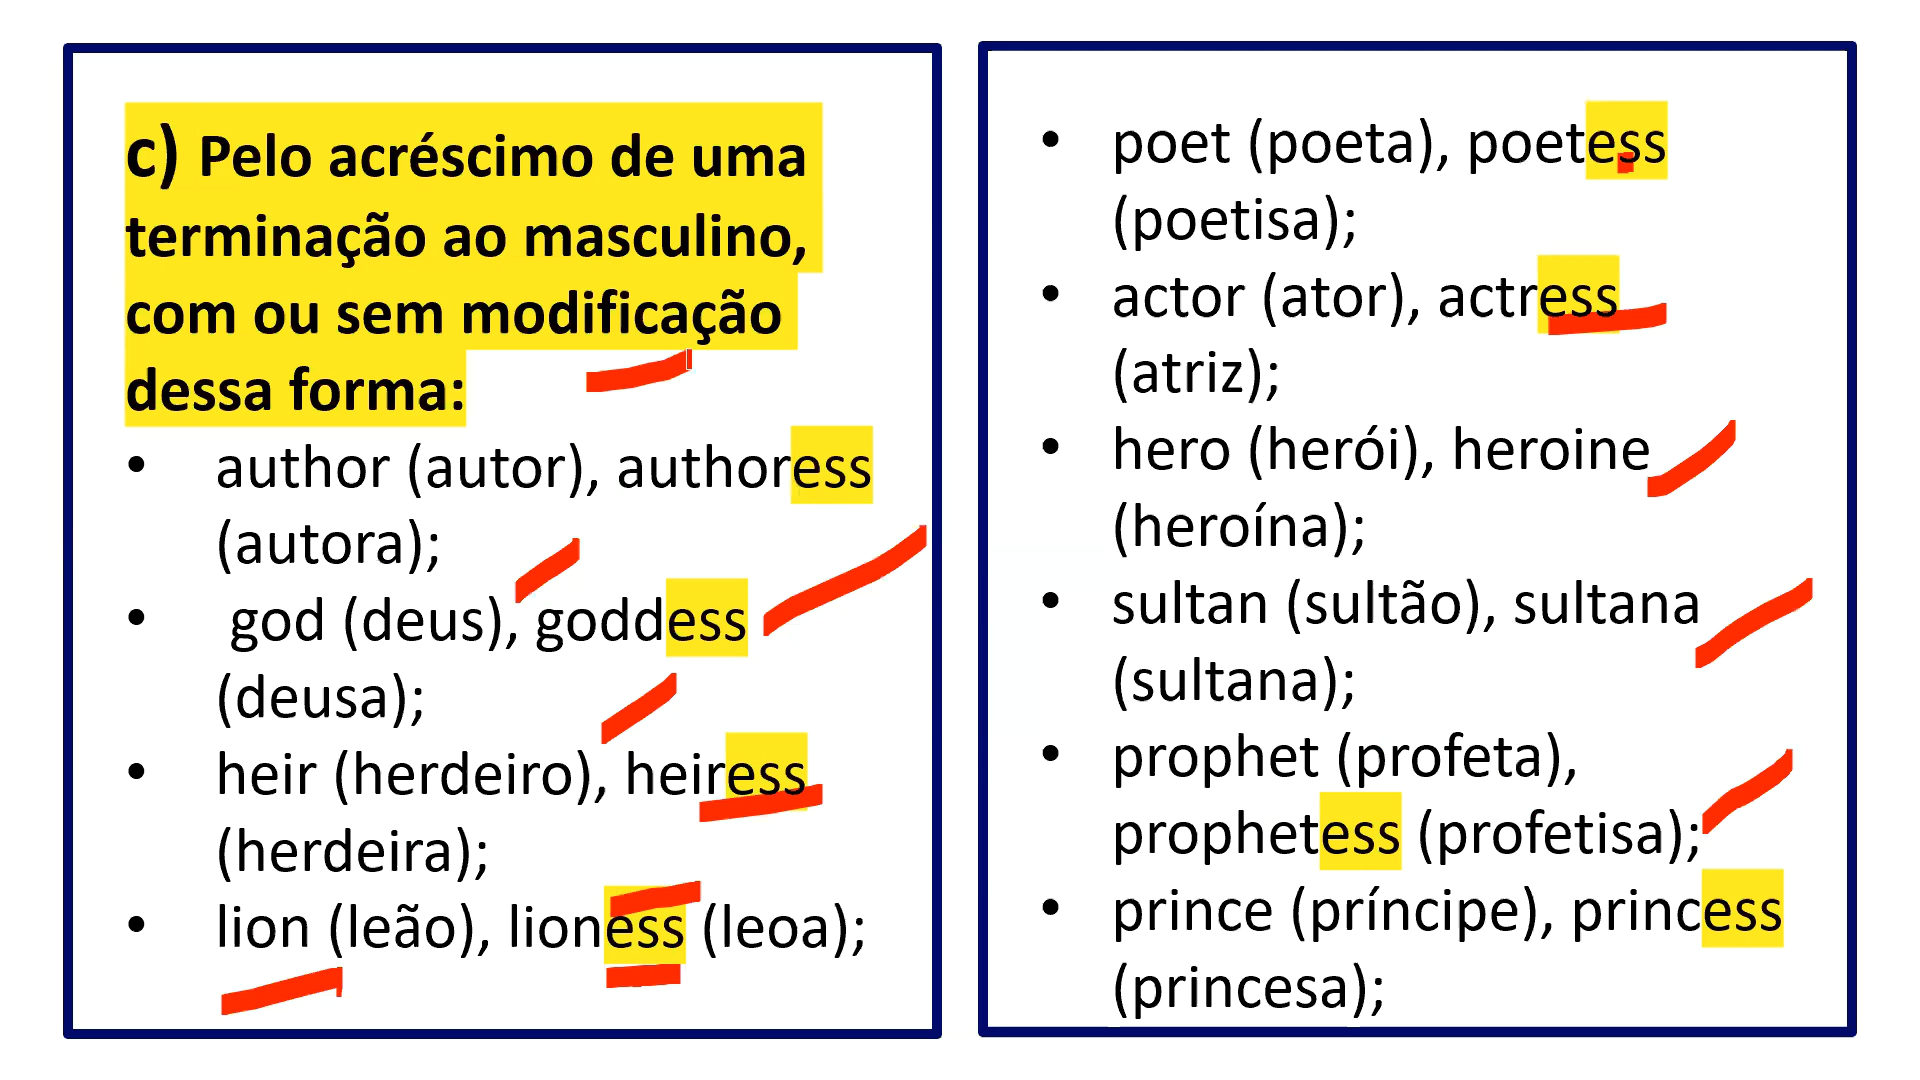 c) Pelo acréscimo de uma
terminação ao masculino,
com ou sem modificação
dessa forma:
• author (autor), authoress
(autora);
• god (deus), goddess
(deusa);
• heir (herdeiro), heiress
(herdeira);
• lion (leão), lioness (leoa);
• poet (poeta), poetess
(poetisa);
• actor (ator), actress
(atriz);
• hero (herói), heroine
(heroína);
• sultan (sultão), sultana
(sultana);
• prophet (profeta),
prophetess (profetisa);
• prince (príncipe), princess
(princesa);